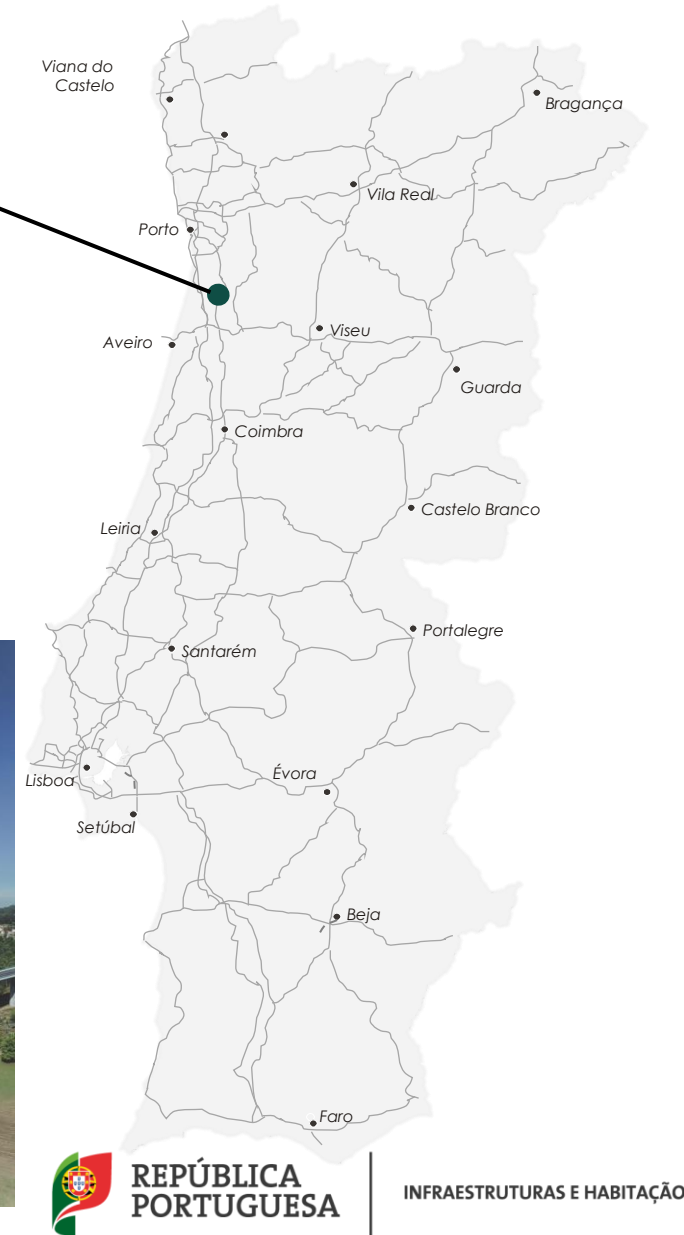 Viana do
Castelo
Bragança
Vila Real
Porto
Viseu
Aveiro
Guarda
Coimbra
Castelo Branco
Leiria
Portalegre
Santarém
Évora
Lisboa
Setúbal
Beja
Faro
REPÚBLICA
PORTUGUESA
INFRAESTRUTURAS E HABITAÇÃO